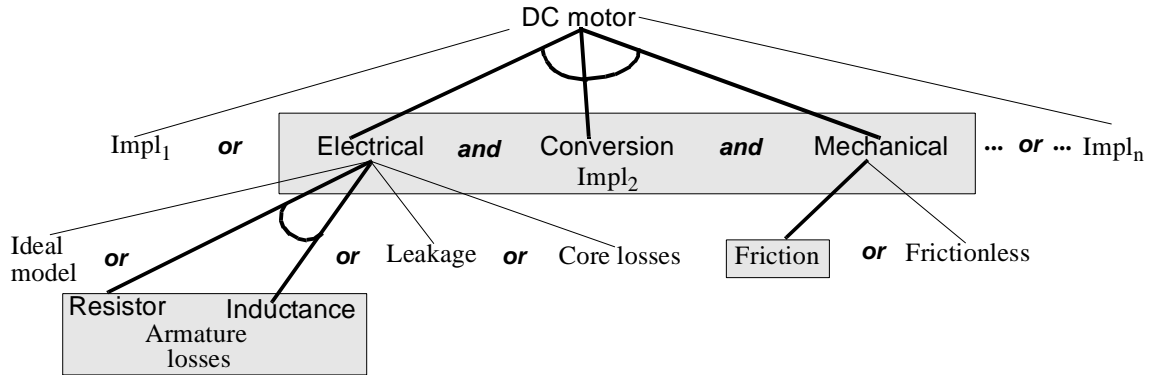 DC motor
Impl1 or Electrical and Conversion and Mechanical ... or ... Impln
Impl2
Ideal
model or or Leakage or Core losses Friction or Frictionless
Resistor Inductance
Armature
losses